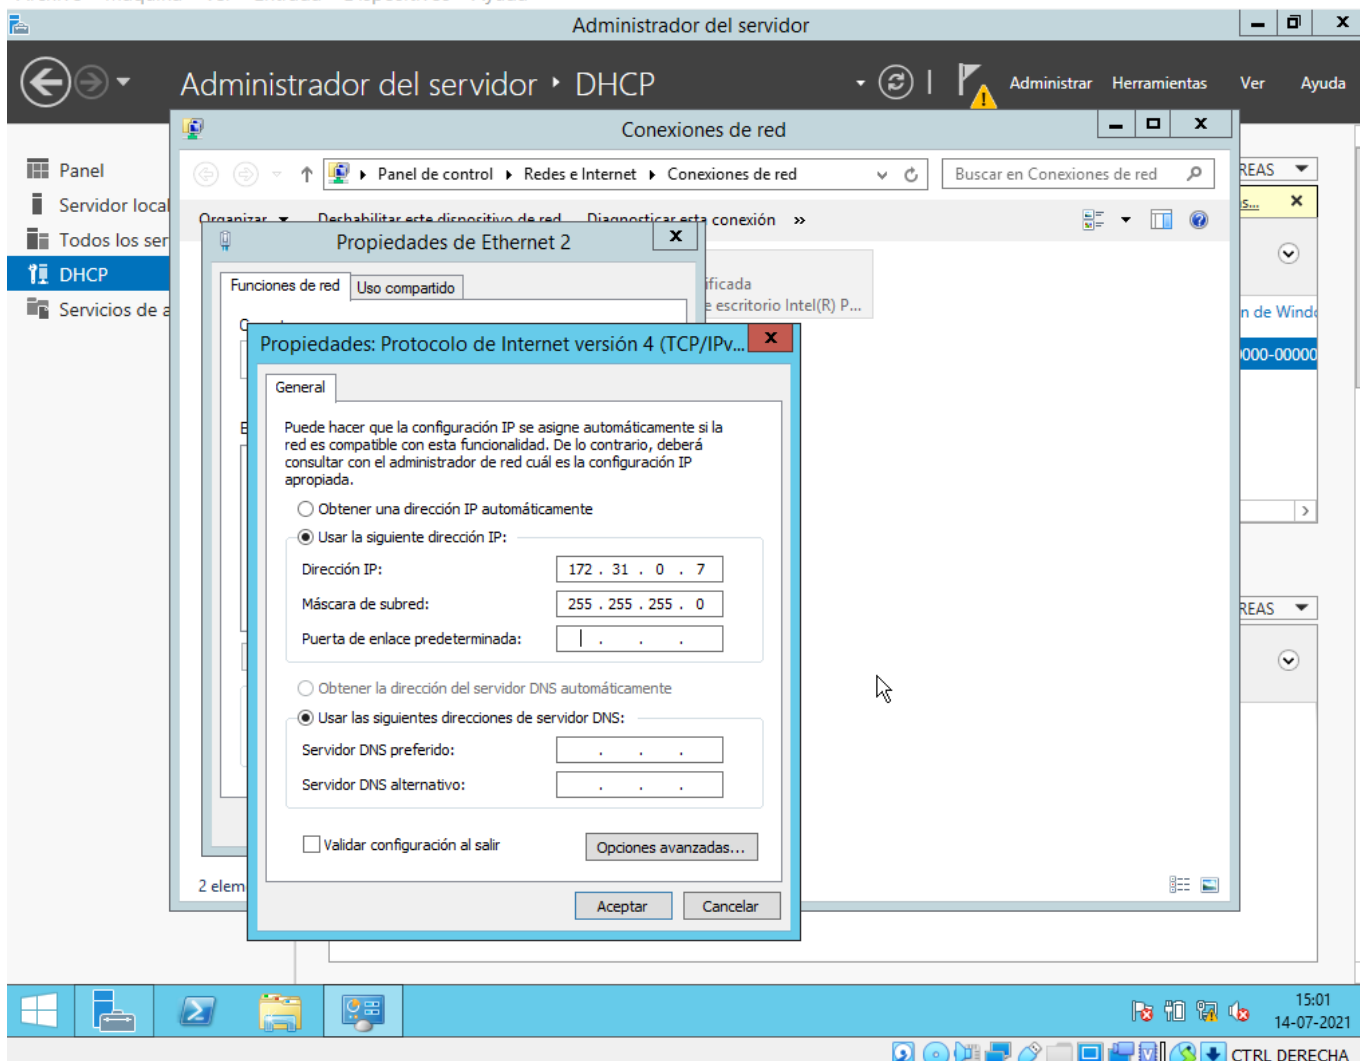 Administrador del servidor
Administrador del servidor ‣ DHCP
Administrar Herramientas Ver Ayuda
Conexiones de red
Panel de control ▸ Redes e Internet ▸ Conexiones de red
Buscar en Conexiones de red
Panel
Servidor local
Todos los ser
DHCP
Servicios de a
Organizar Deshabilitar este dispositivo de red Diagnosticar esta conexión »
Propiedades de Ethernet 2
Funciones de red Uso compartido
ificada
e escritorio Intel(R) P...
REAS
s...
n de Windo
000-00000
Propiedades: Protocolo de Internet versión 4 (TCP/IPv...
General
Puede hacer que la configuración IP se asigne automáticamente si la
red es compatible con esta funcionalidad. De lo contrario, deberá
consultar con el administrador de red cuál es la configuración IP
apropiada.
Obtener una dirección IP automáticamente
Usar la siguiente dirección IP:
Dirección IP: 172 . 31 . 0 . 7
Máscara de subred: 255 . 255 . 255 . 0
Puerta de enlace predeterminada: . . .
Obtener la dirección del servidor DNS automáticamente
Usar las siguientes direcciones de servidor DNS:
Servidor DNS preferido: . . .
Servidor DNS alternativo: . . .
Validar configuración al salir
Opciones avanzadas...
Aceptar Cancelar
REAS
2 elem
15:01
14-07-2021
CTRL DERECHA